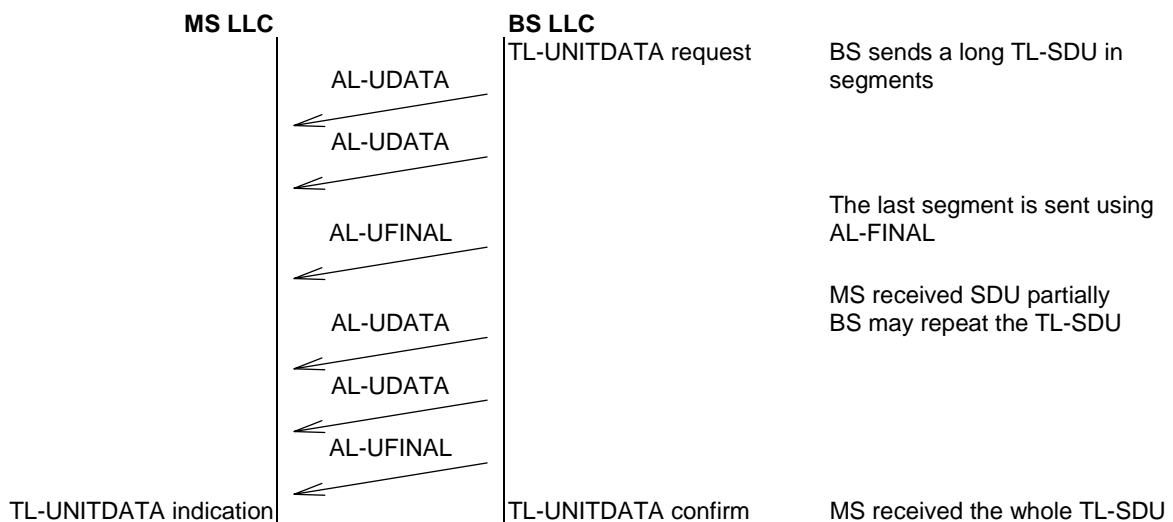 MS LLC
BS LLC
TL-UNITDATA request
BS sends a long TL-SDU in
segments
AL-UDATA
AL-UDATA
The last segment is sent using
AL-FINAL
AL-UFINAL
MS received SDU partially
BS may repeat the TL-SDU
AL-UDATA
AL-UDATA
AL-UFINAL
TL-UNITDATA indication
TL-UNITDATA confirm
MS received the whole TL-SDU